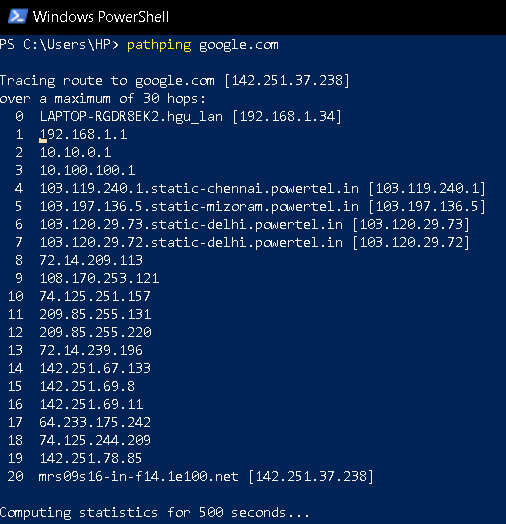 Windows PowerShell
PS C:\Users\HP> pathping google.com
Tracing route to google.com [142.251.37.238]
over a maximum of 30 hops:
0 LAPTOP-RGDR8EK2.hgu_lan [192.168.1.34]
1 192.168.1.1
2 10.10.0.1
3 10.100.100.1
4 103.119.240.1.static-chennai.powertel.in [103.119.240.1]
5 103.197.136.5.static-mizoram.powertel.in [103.197.136.5]
6 103.120.29.73.static-delhi.powertel.in [103.120.29.73]
7 103.120.29.72.static-delhi.powertel.in [103.120.29.72]
8 72.14.209.113
9 108.170.253.121
10 74.125.251.157
11 209.85.255.131
12 209.85.255.220
13 72.14.239.196
14 142.251.67.133
15 142.251.69.8
16 142.251.69.11
17 64.233.175.242
18 74.125.244.209
19 142.251.78.85
20 mrs09s16-in-f14.1e100.net [142.251.37.238]
Computing statistics for 500 seconds...